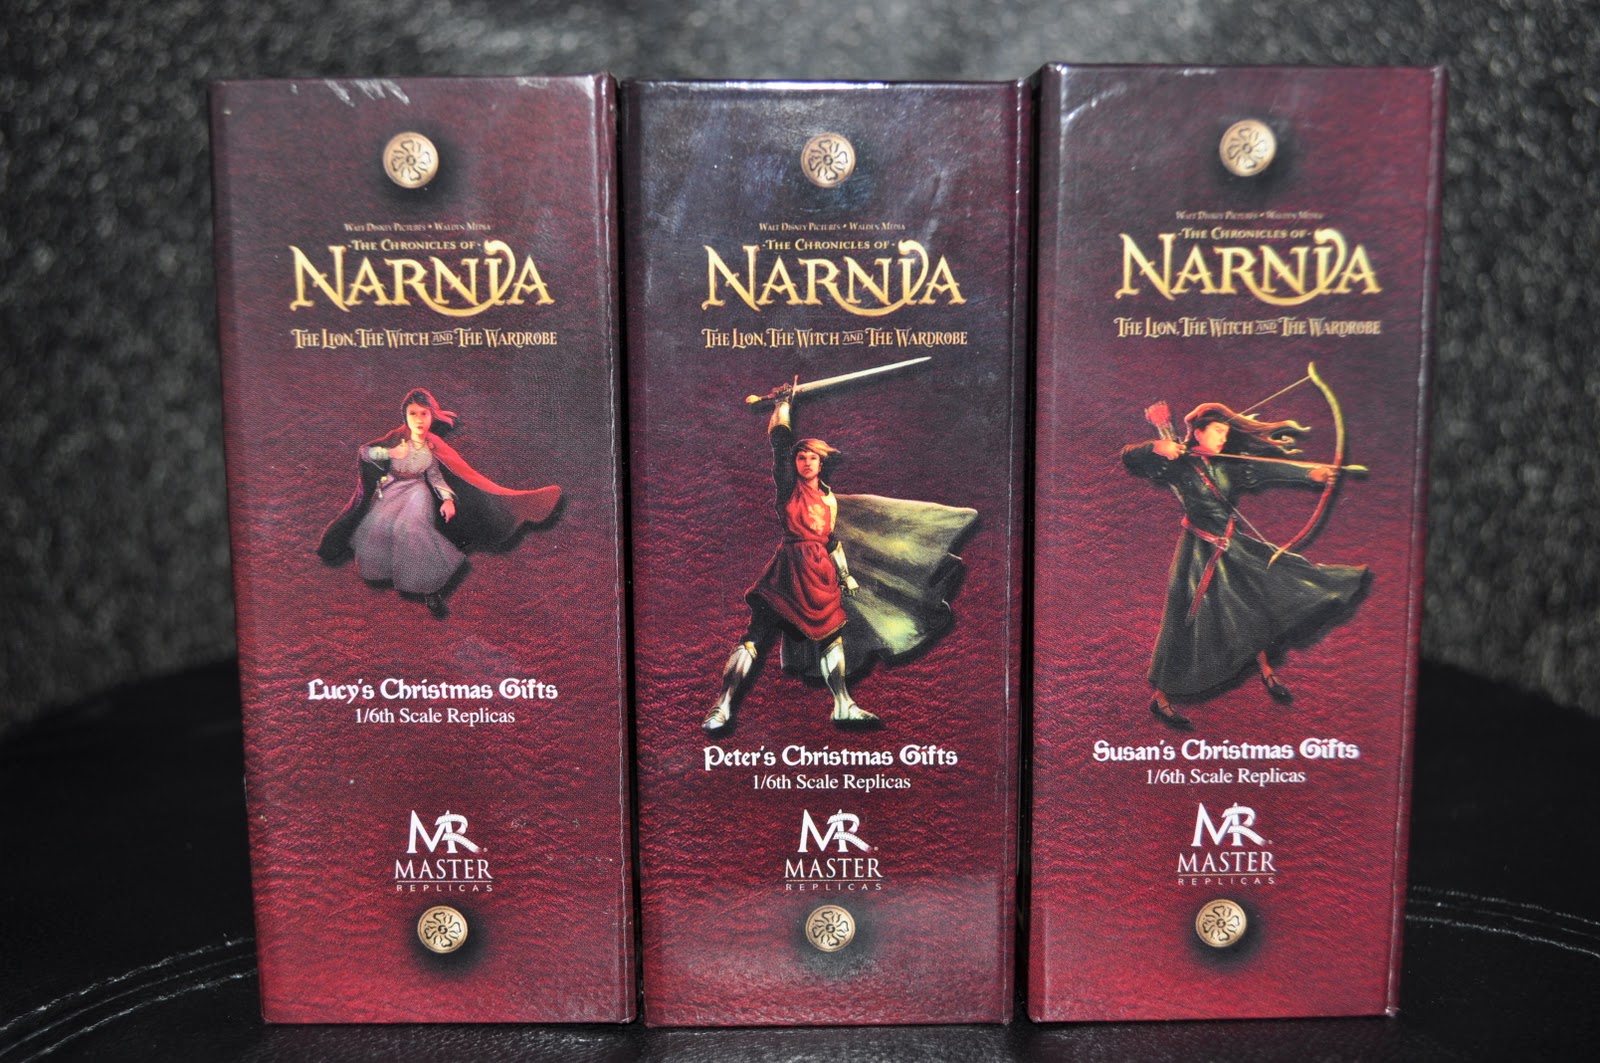 WALT DISNEY PICTURES • WALDEN MEDIA
·THE CHRONICLES OF·
NARNIA
THE LION, THE WITCH AND THE WARDROBE
Lucy's Christmas Gifts
1/6th Scale Replicas
MR
MASTER
REPLICAS
WALT DISNEY PICTURES • WALDEN MEDIA
·THE CHRONICLES OF·
NARNIA
THE LION, THE WITCH AND THE WARDROBE
Peter's Christmas Gifts
1/6th Scale Replicas
MR
MASTER
REPLICAS
WALT DISNEY PICTURES • WALDEN MEDIA
·THE CHRONICLES OF·
NARNIA
THE LION, THE WITCH AND THE WARDROBE
Susan's Christmas Gifts
1/6th Scale Replicas
MR
MASTER
REPLICAS